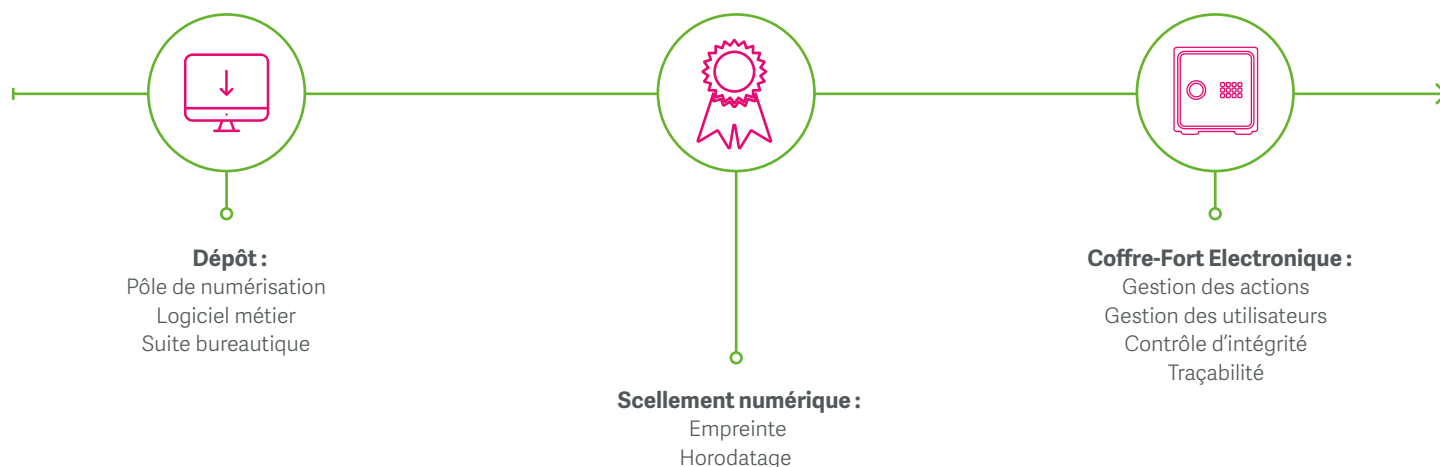 Dépôt :
Pôle de numérisation
Logiciel métier
Suite bureautique
Scellement numérique :
Empreinte
Horodatage
Coffre-Fort Electronique :
Gestion des actions
Gestion des utilisateurs
Contrôle d’intégrité
Traçabilité